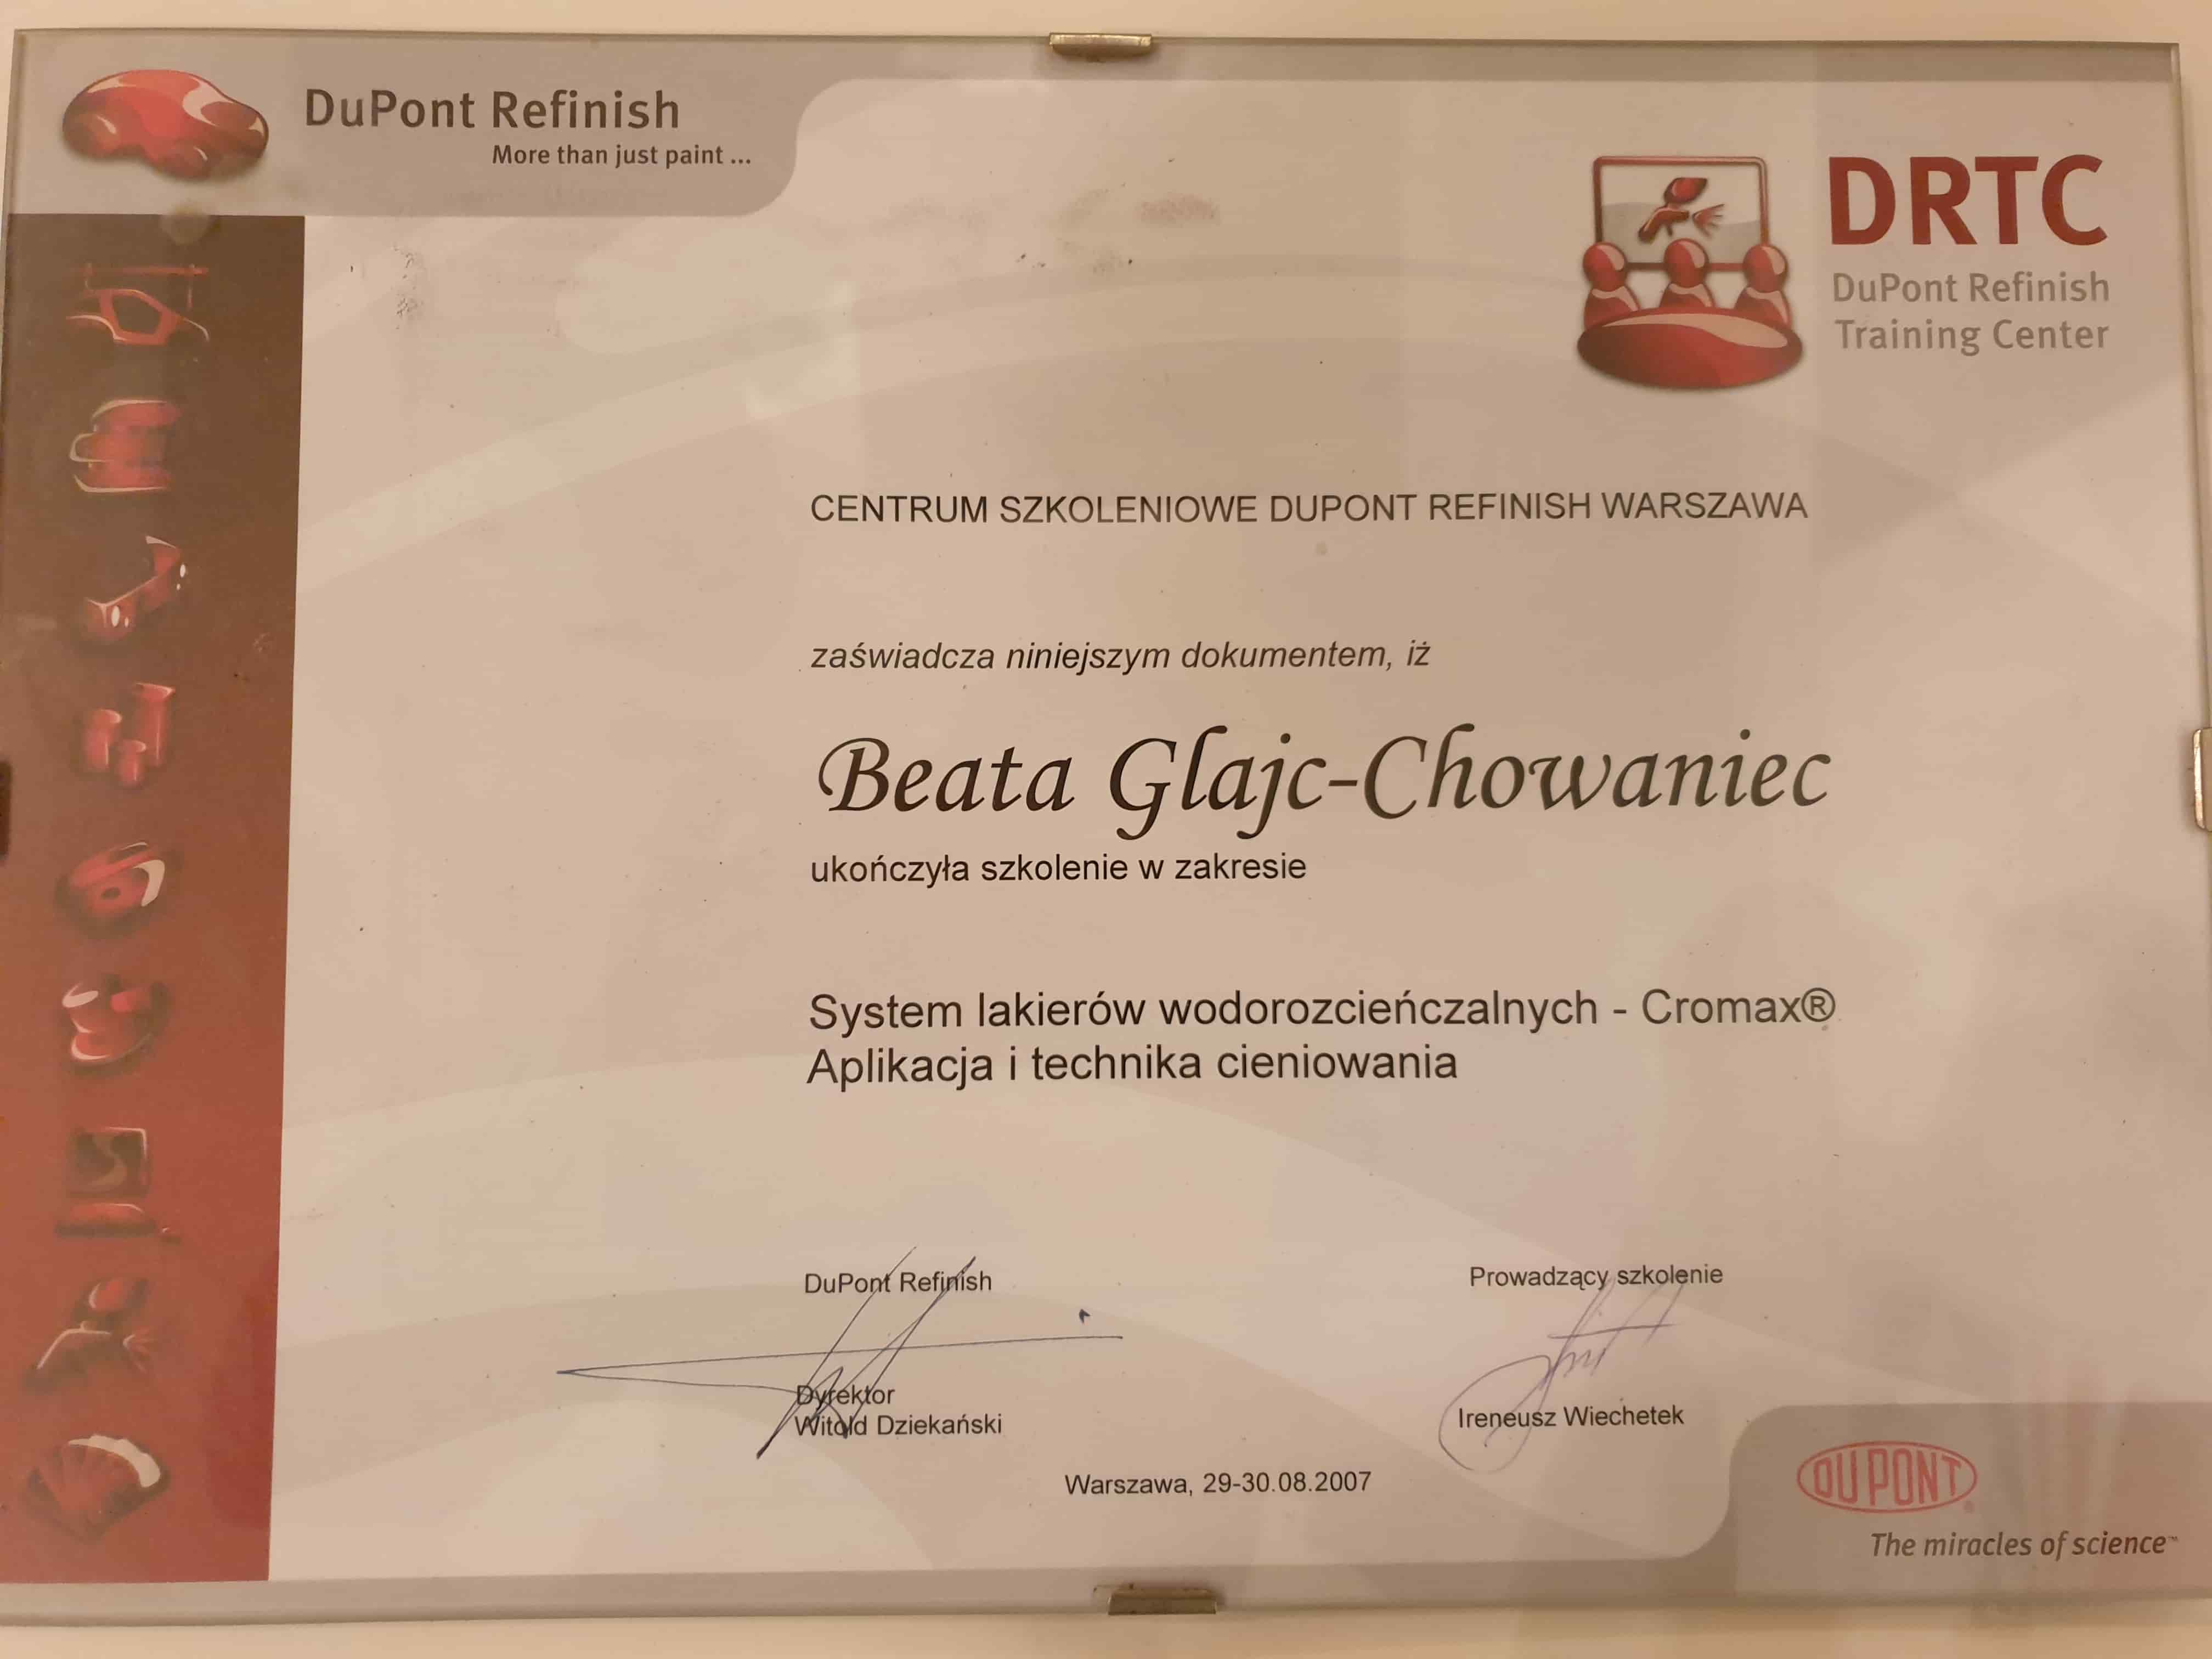 DuPont Refinish
More than just paint ...
DRTC
DuPont Refinish
Training Center
CENTRUM SZKOLENIOWE DUPONT REFINISH WARSZAWA
zaświadcza niniejszym dokumentem, iż
Beata Glajc-Chowaniec
ukończyła szkolenie w zakresie
System lakierów wodorozcieńczalnych - Cromax®
Aplikacja i technika cieniowania
DuPont Refinish
Dyrektor
Witold Dziekański
Prowadzący szkolenie
Ireneusz Wiechetek
Warszawa, 29-30.08.2007
DU PONT®
The miracles of science™